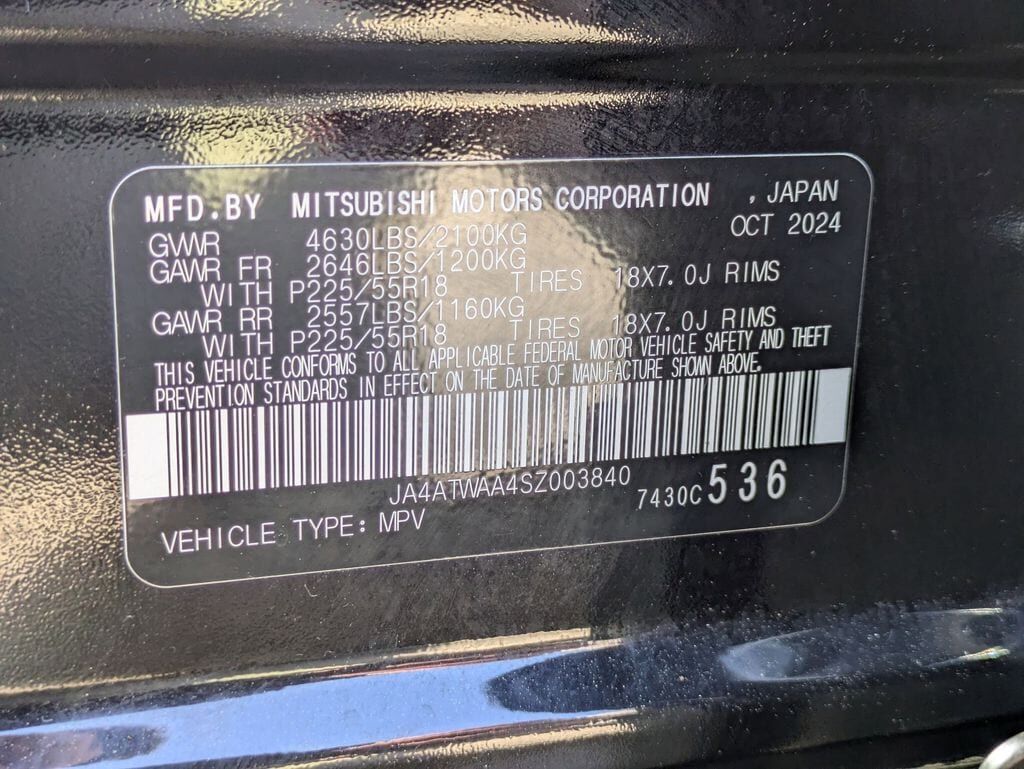 MFD.BY MITSUBISHI MOTORS CORPORATION , JAPAN
OCT 2024
GVWR 4630LBS/2100KG
GAWR FR 2646LBS/1200KG
WITH P225/55R18 TIRES 18X7.0J RIMS
GAWR RR 2557LBS/1160KG
WITH P225/55R18 TIRES 18X7.0J RIMS
THIS VEHICLE CONFORMS TO ALL APPLICABLE FEDERAL MOTOR VEHICLE SAFETY AND THEFT
PREVENTION STANDARDS IN EFFECT ON THE DATE OF MANUFACTURE SHOWN ABOVE.
JA4ATWAA4SZ003840
7430C536
VEHICLE TYPE: MPV